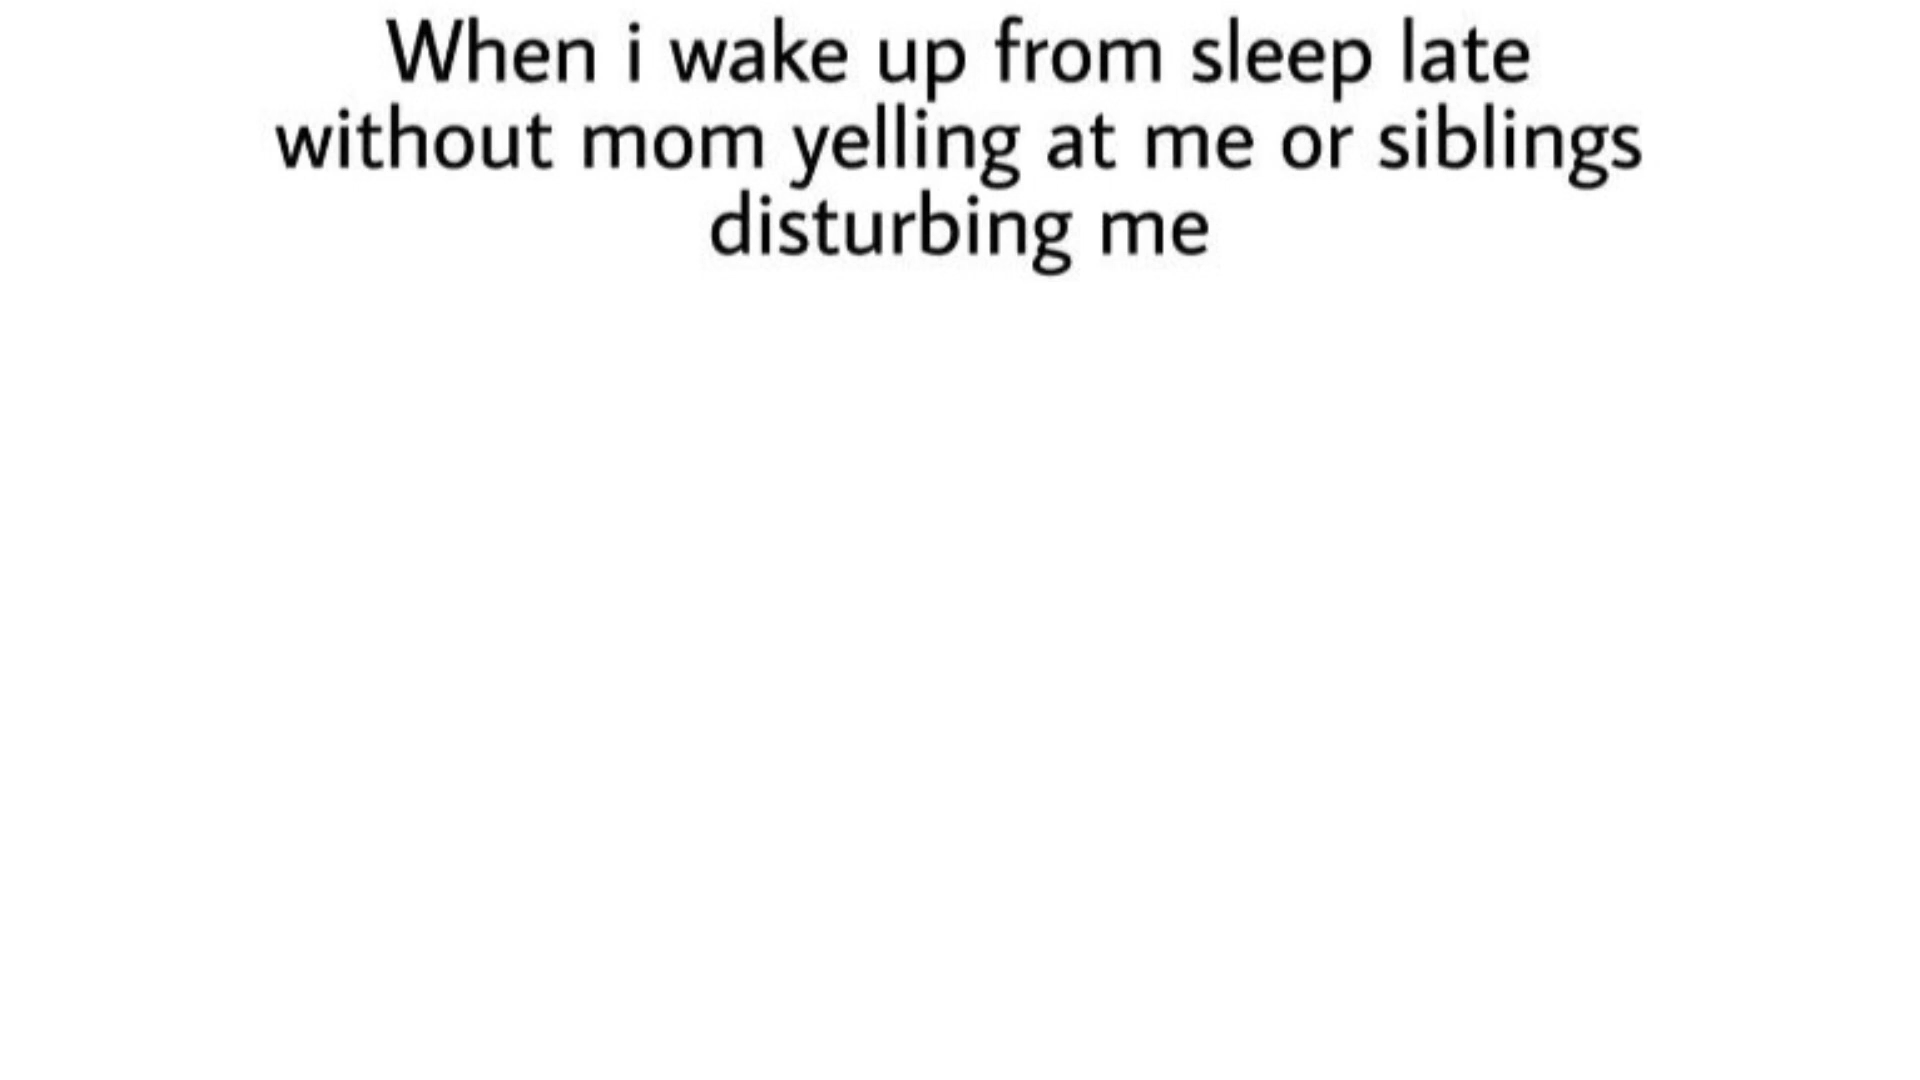 When i wake up from sleep late
without mom yelling at me or siblings
disturbing me